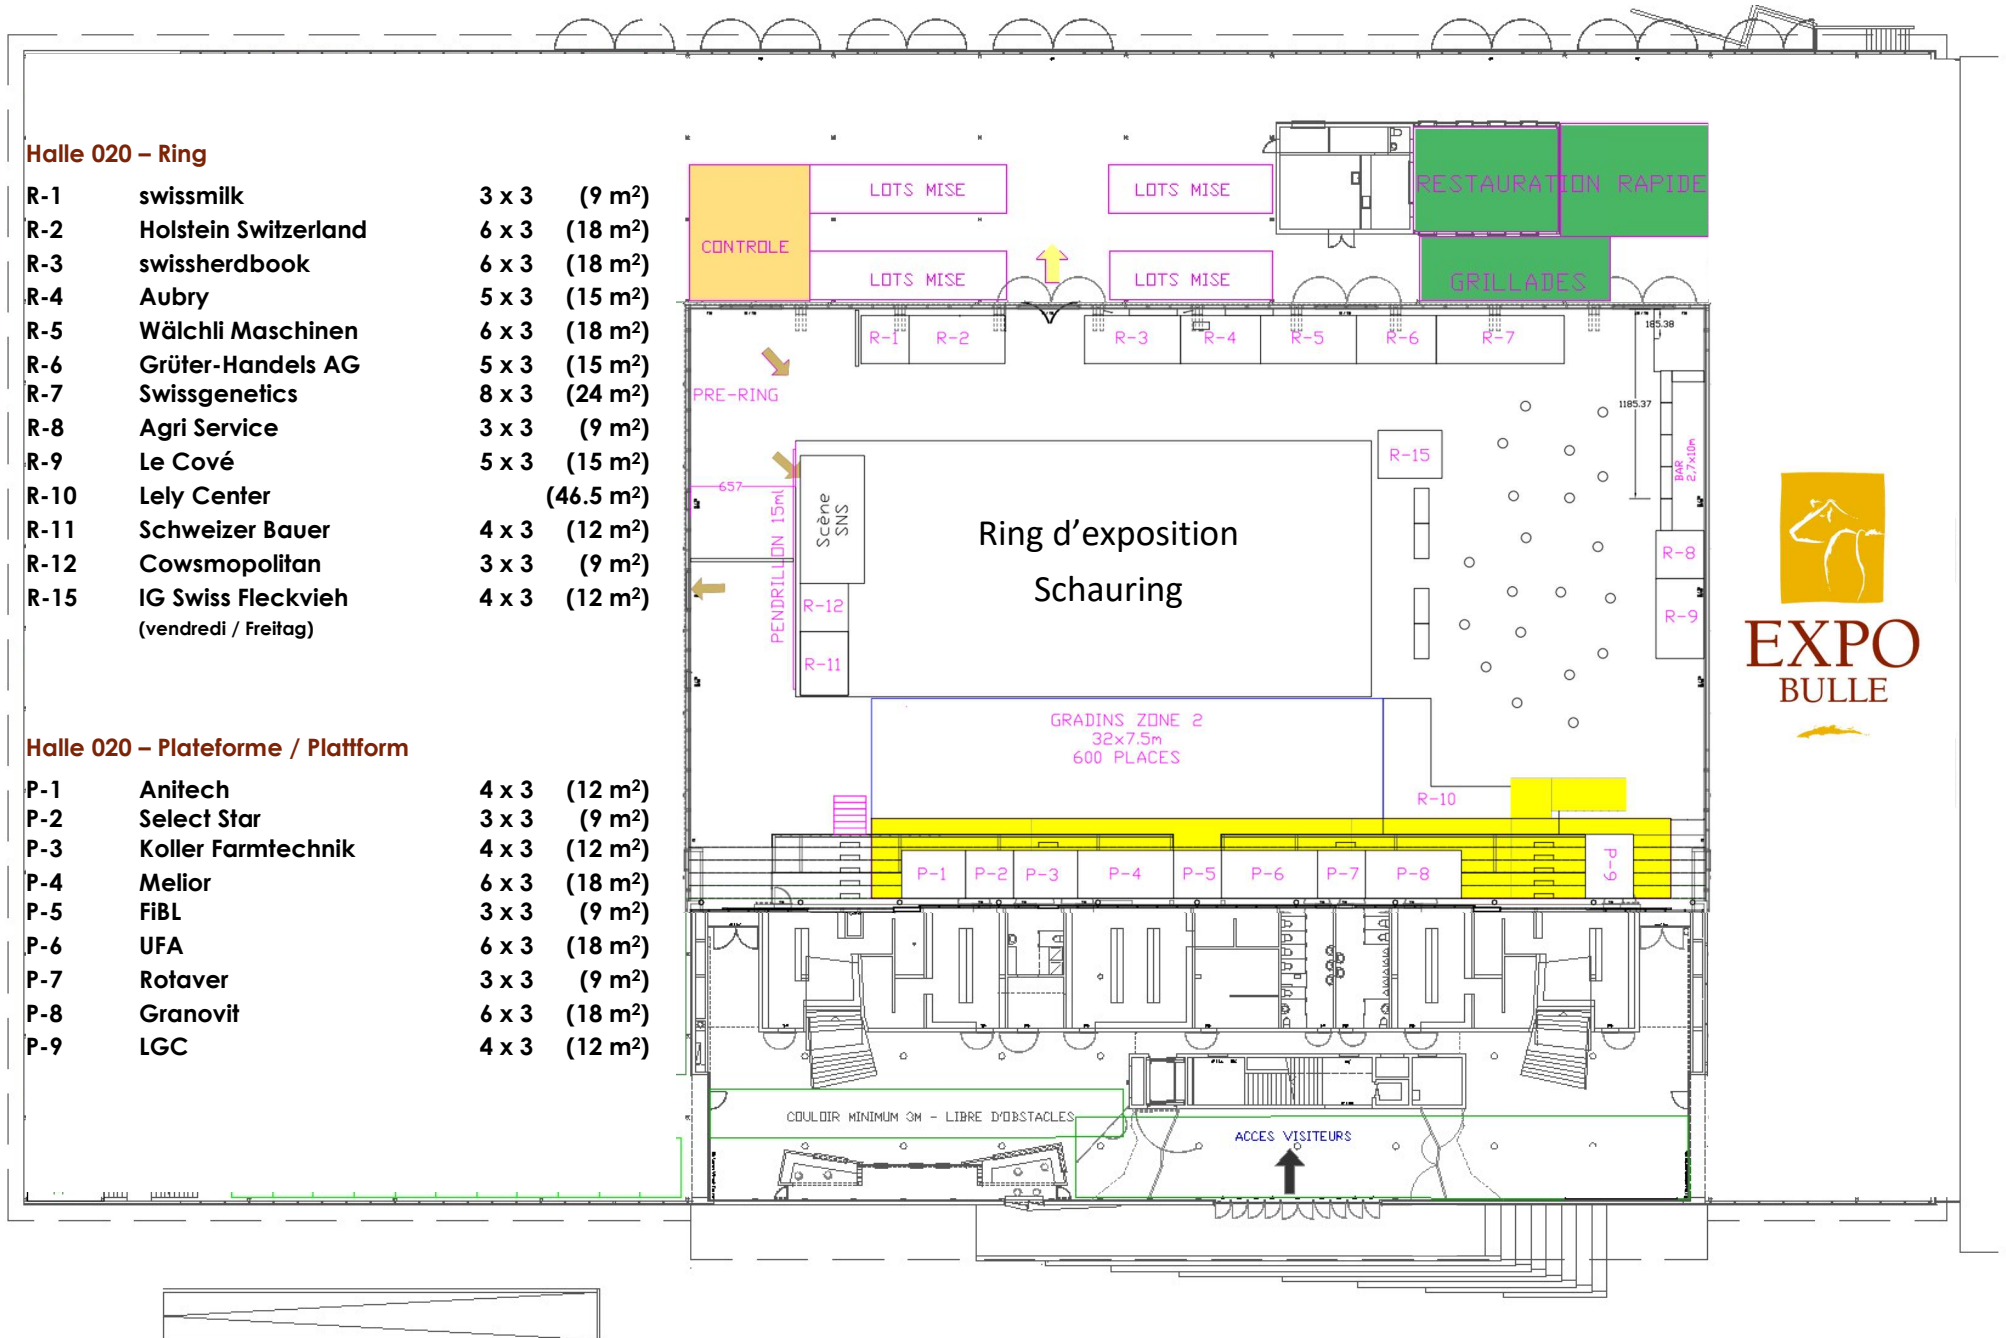 Halle 020 – Ring
R-1 swissmilk 3 x 3 (9 m²)
R-2 Holstein Switzerland 6 x 3 (18 m²)
R-3 swissherdbook 6 x 3 (18 m²)
R-4 Aubry 5 x 3 (15 m²)
R-5 Wälchli Maschinen 6 x 3 (18 m²)
R-6 Grüter-Handels AG 5 x 3 (15 m²)
R-7 Swissgenetics 8 x 3 (24 m²)
R-8 Agri Service 3 x 3 (9 m²)
R-9 Le Cové 5 x 3 (15 m²)
R-10 Lely Center (46.5 m²)
R-11 Schweizer Bauer 4 x 3 (12 m²)
R-12 Cowsmopolitan 3 x 3 (9 m²)
R-15 IG Swiss Fleckvieh 4 x 3 (12 m²)
(vendredi / Freitag)
Halle 020 – Plateforme / Plattform
P-1 Anitech 4 x 3 (12 m²)
P-2 Select Star 3 x 3 (9 m²)
P-3 Koller Farmtechnik 4 x 3 (12 m²)
P-4 Melior 6 x 3 (18 m²)
P-5 FiBL 3 x 3 (9 m²)
P-6 UFA 6 x 3 (18 m²)
P-7 Rotaver 3 x 3 (9 m²)
P-8 Granovit 6 x 3 (18 m²)
P-9 LGC 4 x 3 (12 m²)
CONTROLE
LOTS MISE
LOTS MISE
LOTS MISE
LOTS MISE
RESTAURATION RAPIDE
GRILLADES
R-1
R-2
R-3
R-4
R-5
R-6
R-7
185.38
PRE-RING
1185.37
BAR
2,7x10m
R-15
657
PENDRILLON 15ml
Scène
SNS
Ring d'exposition
Schauring
R-12
R-11
R-8
R-9
GRADINS ZONE 2
32x7.5m
600 PLACES
R-10
P-1
P-2
P-3
P-4
P-5
P-6
P-7
P-8
P-9
COULOIR MINIMUM 3M - LIBRE D'OBSTACLES
ACCES VISITEURS
EXPO
BULLE